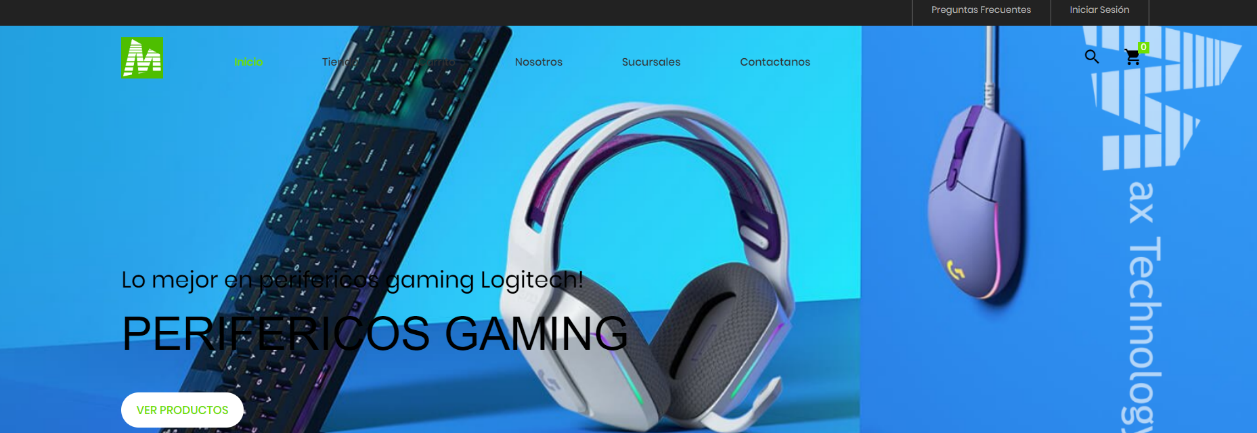 Preguntas Frecuentes
Iniciar Sesión
Inicio
Nosotros
Sucursales
Contactanos
0
ax Technology
Lo mejor en perifericos gaming Logitech!
PERIFERICOS GAMING
VER PRODUCTOS